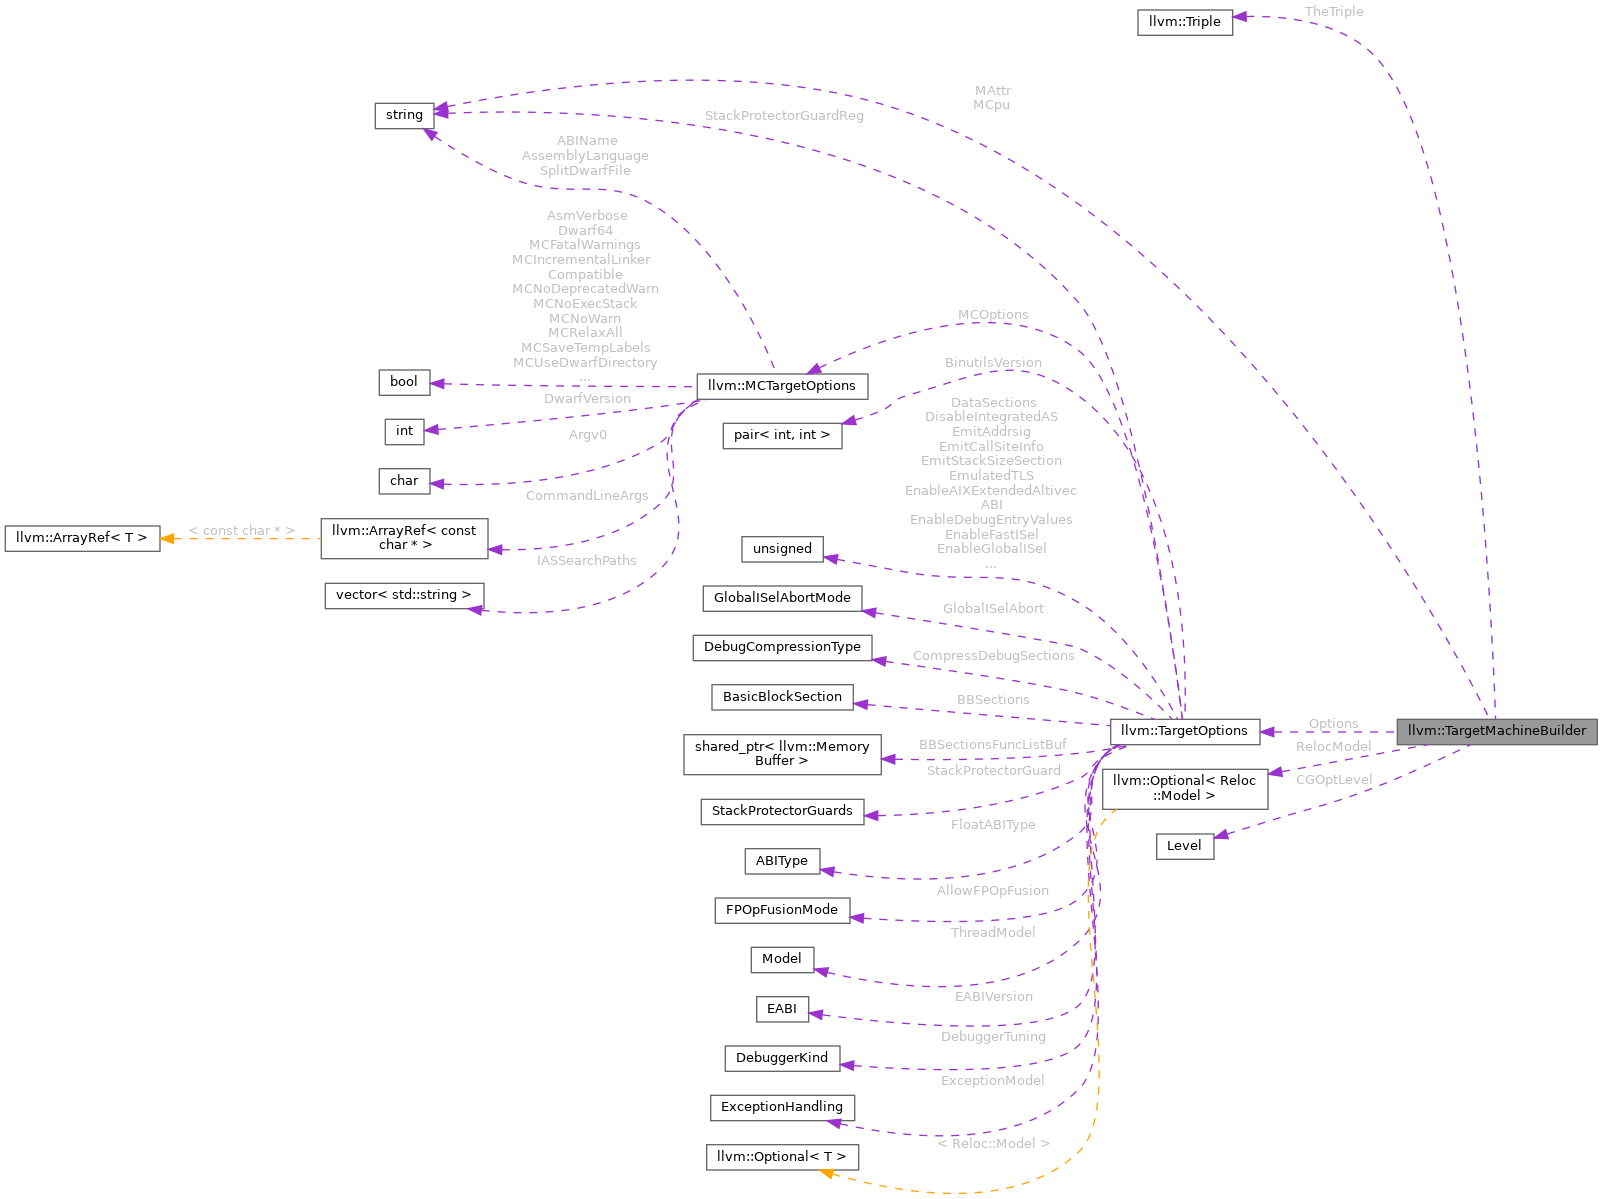 llvm::Triple
TheTriple
MAttr
MCpu
string
StackProtectorGuardReg
ABIName
AssemblyLanguage
SplitDwarfFile
AsmVerbose
Dwarf64
MCFatalWarnings
MCIncrementalLinker
Compatible
MCNoDeprecatedWarn
MCNoExecStack
MCNoWarn
MCRelaxAll
MCSaveTempLabels
MCUseDwarfDirectory
...
MCOptions
BinutilsVersion
bool
llvm::MCTargetOptions
DwarfVersion
int
Argv0
pair< int, int >
char
CommandLineArgs
DataSections
DisableIntegratedAS
EmitAddrsig
EmitCallSiteInfo
EmitStackSizeSection
EmulatedTLS
EnableAIXExtendedAltivec
ABI
EnableDebugEntryValues
EnableFastISel
EnableGlobalISel
...
llvm::ArrayRef< T >
< const char * >
llvm::ArrayRef< const
char * >
IASSearchPaths
vector< std::string >
unsigned
GlobalISelAbortMode
GlobalISelAbort
DebugCompressionType
CompressDebugSections
BasicBlockSection
BBSections
llvm::TargetOptions
Options
llvm::TargetMachineBuilder
shared_ptr< llvm::Memory
Buffer >
BBSectionsFuncListBuf
RelocModel
StackProtectorGuard
llvm::Optional< Reloc
::Model >
CGOptLevel
StackProtectorGuards
FloatABIType
Level
ABIType
AllowFPOpFusion
FPOpFusionMode
ThreadModel
Model
EABIVersion
EABI
DebuggerTuning
DebuggerKind
ExceptionModel
ExceptionHandling
< Reloc::Model >
llvm::Optional< T >